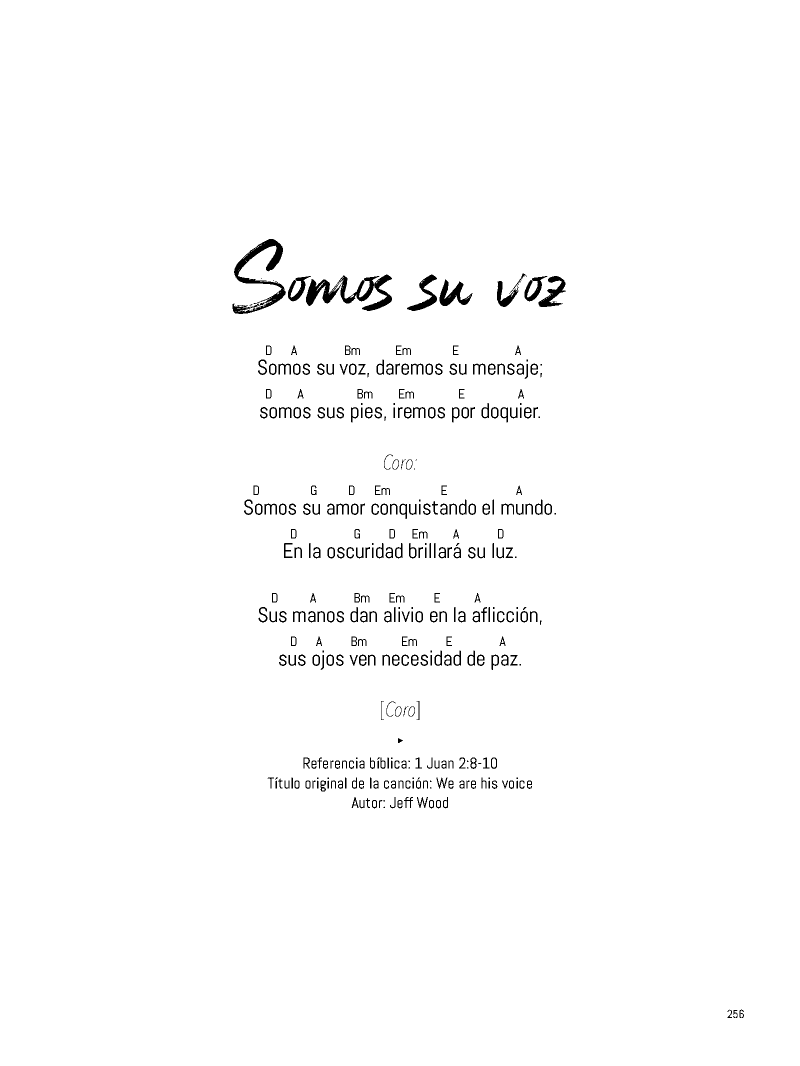 Somos su voz
D A Bm Em E A
Somos su voz, daremos su mensaje;
D A Bm Em E A
somos sus pies, iremos por doquier.
Coro:
D G D Em E A
Somos su amor conquistando el mundo.
D G D Em A D
En la oscuridad brillará su luz.
D A Bm Em E A
Sus manos dan alivio en la aflicción,
D A Bm Em E A
sus ojos ven necesidad de paz.
[Coro]
Referencia bíblica: 1 Juan 2:8-10
Título original de la canción: We are his voice
Autor: Jeff Wood
256